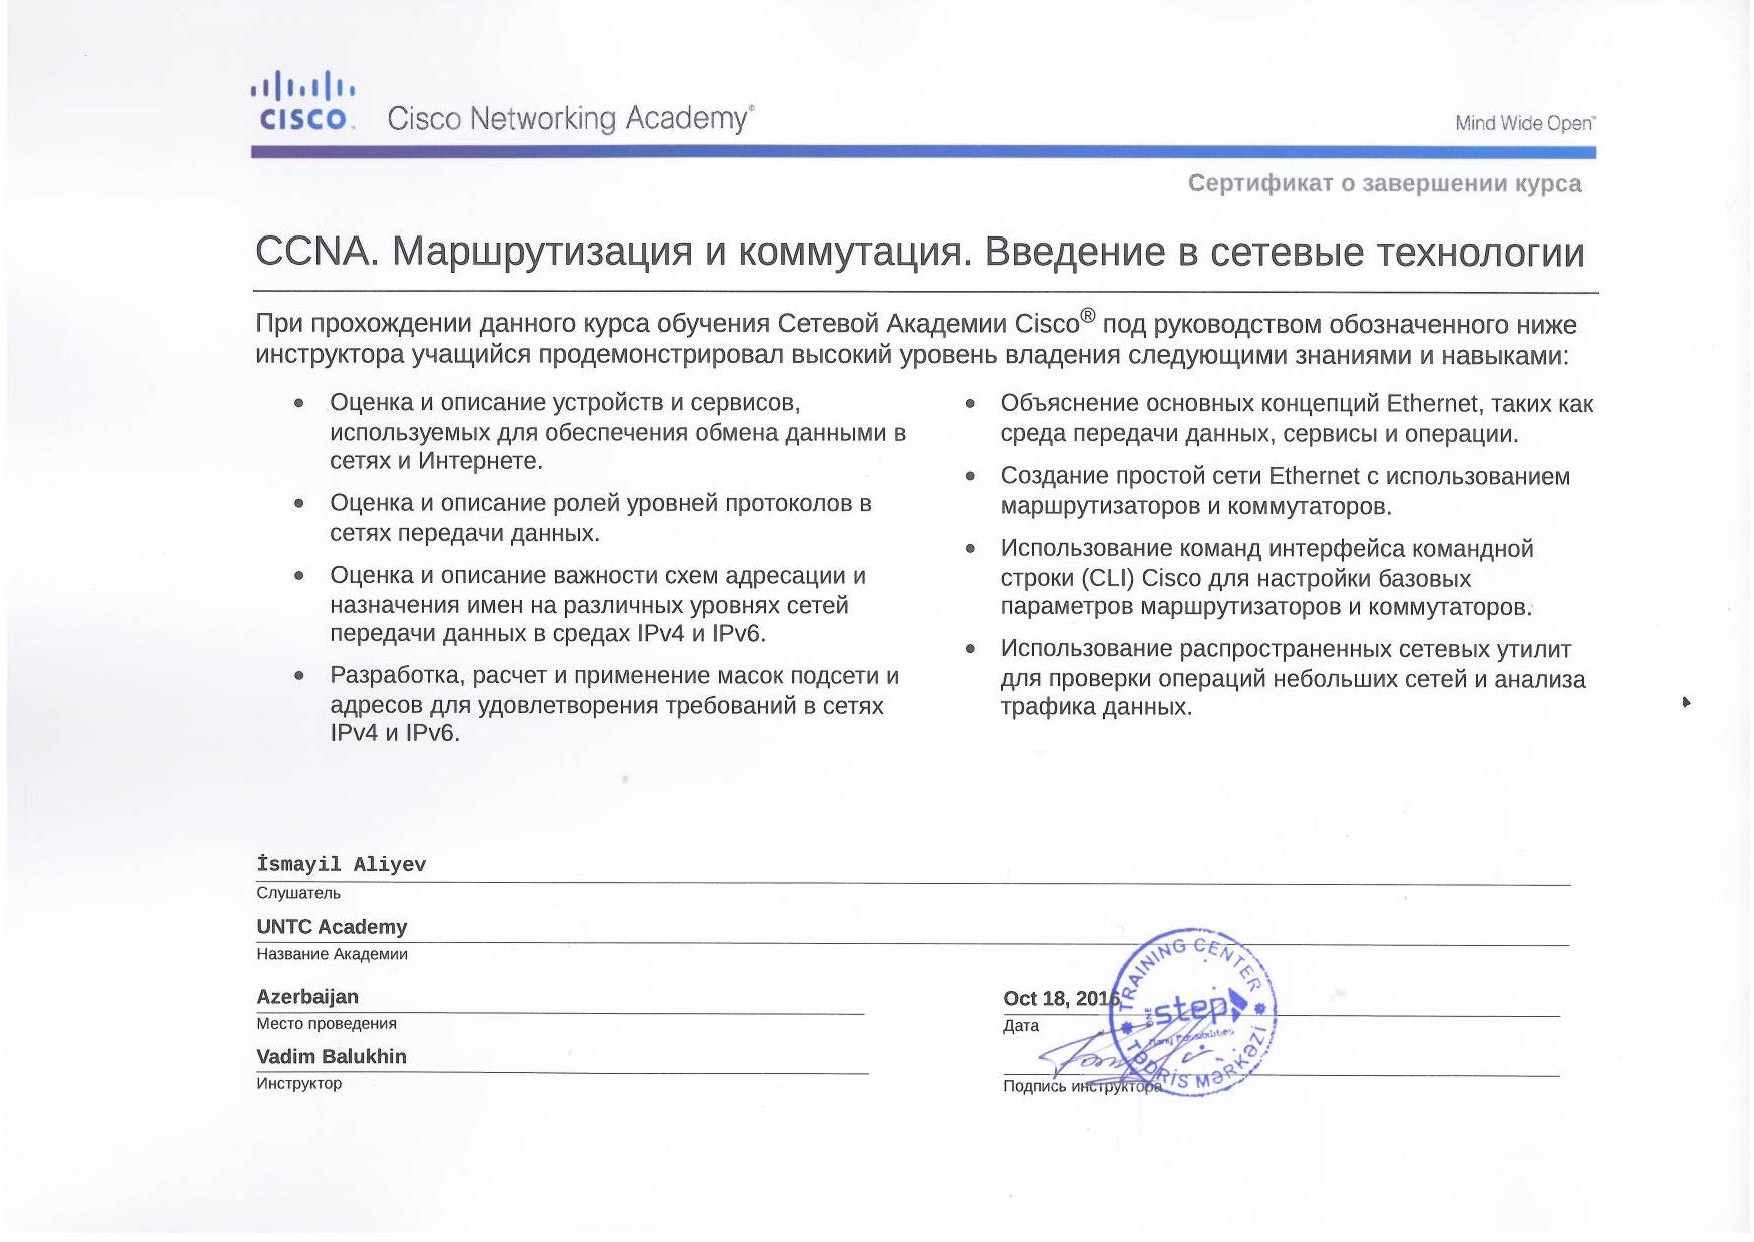 CISCO
Cisco Networking Academy®
Mind Wide Open™
Сертификат о завершении курса
CCNA. Маршрутизация и коммутация. Введение в сетевые технологии
При прохождении данного курса обучения Сетевой Академии Cisco® под руководством обозначенного ниже
инструктора учащийся продемонстрировал высокий уровень владения следующими знаниями и навыками:
• Оценка и описание устройств и сервисов,
используемых для обеспечения обмена данными в
сетях и Интернете.
• Оценка и описание ролей уровней протоколов в
сетях передачи данных.
• Оценка и описание важности схем адресации и
назначения имен на различных уровнях сетей
передачи данных в средах IPv4 и IPv6.
• Разработка, расчет и применение масок подсети и
адресов для удовлетворения требований в сетях
IPv4 и IPv6.
• Объяснение основных концепций Ethernet, таких как
среда передачи данных, сервисы и операции.
• Создание простой сети Ethernet с использованием
маршрутизаторов и коммутаторов.
• Использование команд интерфейса командной
строки (CLI) Cisco для настройки базовых
параметров маршрутизаторов и коммутаторов.
• Использование распространенных сетевых утилит
для проверки операций небольших сетей и анализа
трафика данных.
İsmayil Aliyev
Слушатель
UNTC Academy
Название Академии
Azerbaijan
Место проведения
Vadim Balukhin
Инструктор
Oct 18, 2016
Дата
Подпись инструктора
TRAINING CENTER
ONE
step
Many Possibilities
TƏDRİS MƏRKƏZİ